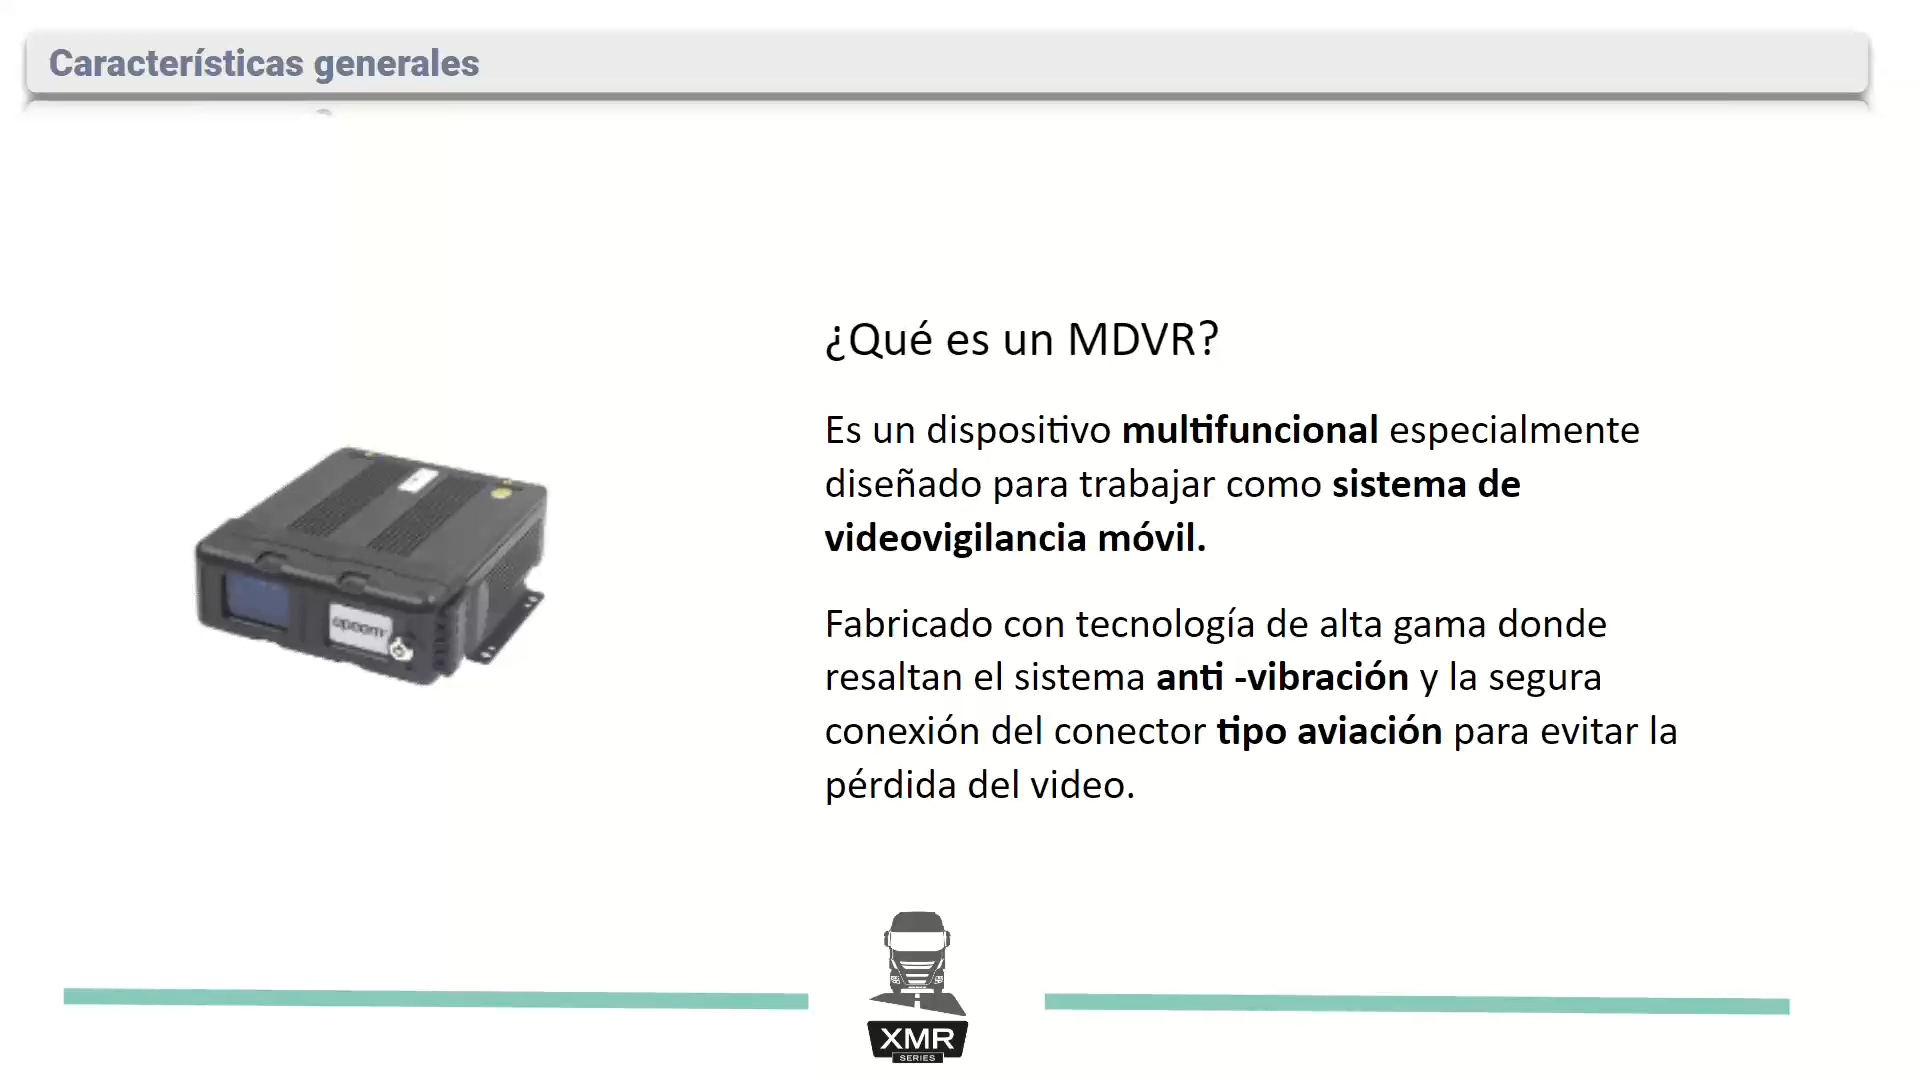 Características generales
¿Qué es un MDVR?
Es un dispositivo multifuncional especialmente
diseñado para trabajar como sistema de
videovigilancia móvil.
Fabricado con tecnología de alta gama donde
resaltan el sistema anti -vibración y la segura
conexión del conector tipo aviación para evitar la
pérdida del video.
epcom
XMR
SERIES